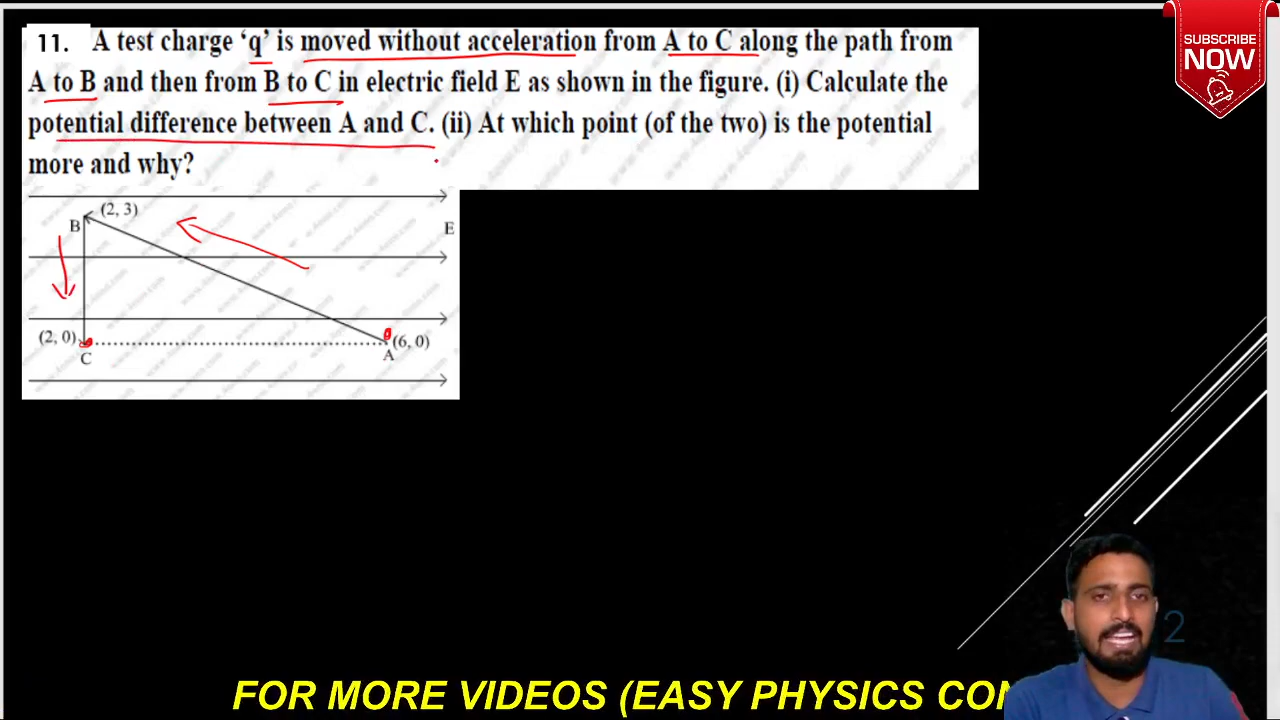 SUBSCRIBE
NOW
11. A test charge ‘q’ is moved without acceleration from A to C along the path from
A to B and then from B to C in electric field E as shown in the figure. (i) Calculate the
potential difference between A and C. (ii) At which point (of the two) is the potential
more and why?
(2, 3)
B
E
(2, 0)
(6, 0)
C
A
2
FOR MORE VIDEOS (EASY PHYSICS CON